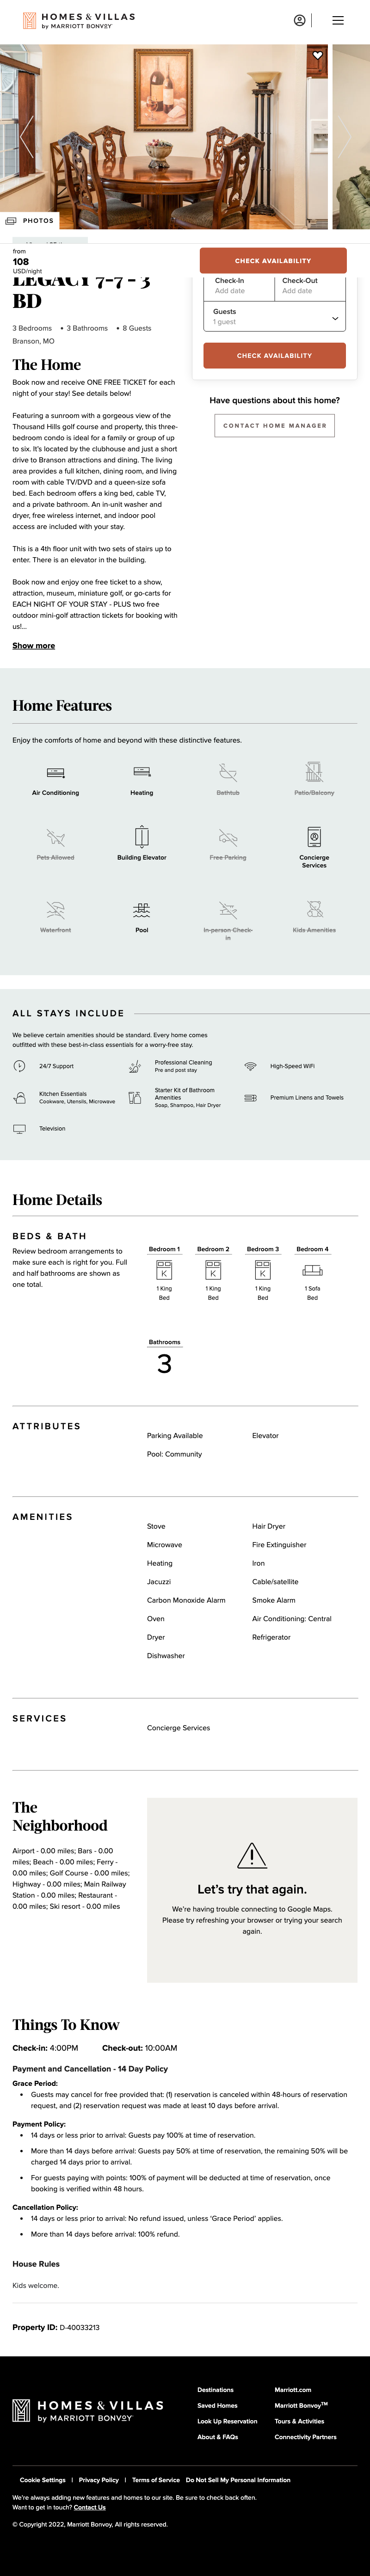 HOMES & VILLAS
by MARRIOTT BONVOY
PHOTOS
from
108
USD/night
CHECK AVAILABILITY
LEGACY 7-7 - 3
BD
3 Bedrooms • 3 Bathrooms • 8 Guests
Branson, MO
Check-In
Add date
Check-Out
Add date
Guests
1 guest
CHECK AVAILABILITY
Have questions about the home?
CONTACT HOME MANAGER
The Home
Book now and receive ONE FREE TICKET for each
night of your stay! See details below!
Featuring a sunroom with a gorgeous view of the
Thousand Hills golf course and property, this three-
bedroom condo is ideal for a family or group of up
to six. It's located by the clubhouse and just a short
drive to Branson attractions and dining. The living
area provides a full kitchen, dining room, and living
room with cable TV/DVD and a queen-size sofa
bed. Each bedroom offers a king bed, cable TV,
and a private bathroom. An in-unit washer and
dryer, free wireless internet, and indoor pool
access are included with your stay.
This is a 4th floor unit with two sets of stairs up to
enter. There is an elevator in the building.
Book now and enjoy one free ticket to a show,
attraction, museum, miniature golf, or go-carts for
EACH NIGHT OF YOUR STAY - PLUS two free
outdoor mini-golf attraction tickets for booking with
us!...
Show more
Home Features
Enjoy the comforts of home and beyond with these distinctive features.
Air Conditioning
Heating
Bathtub
Patio/Balcony
Pets Allowed
Building Elevator
Free Parking
Concierge
Services
Waterfront
Pool
In-person Check-
in
Kids Amenities
ALL STAYS INCLUDE
We believe certain amenities should be standard. Every home comes
outfitted with these best-in-class essentials for a worry-free stay.
24/7 Support
Professional Cleaning
Pre and post stay
High-Speed WiFi
Kitchen Essentials
Cookware, Utensils, Microwave
Starter Kit of Bathroom
Amenities
Soap, Shampoo, Hair Dryer
Premium Linens and Towels
Television
Home Details
BEDS & BATH
Review bedroom arrangements to
make sure each is right for you. Full
and half bathrooms are shown as
one total.
Bedroom 1
K
1 King
Bed
Bedroom 2
K
1 King
Bed
Bedroom 3
K
1 King
Bed
Bedroom 4
1 Sofa
Bed
Bathrooms
3
ATTRIBUTES
Parking Available
Elevator
Pool: Community
AMENITIES
Stove
Hair Dryer
Microwave
Fire Extinguisher
Heating
Iron
Jacuzzi
Cable/satellite
Carbon Monoxide Alarm
Smoke Alarm
Oven
Air Conditioning: Central
Dryer
Refrigerator
Dishwasher
SERVICES
Concierge Services
The
Neighborhood
Airport - 0.00 miles; Bars - 0.00
miles; Beach - 0.00 miles; Ferry -
0.00 miles; Golf Course - 0.00 miles;
Highway - 0.00 miles; Main Railway
Station - 0.00 miles; Restaurant -
0.00 miles; Ski resort - 0.00 miles
Let's try that again.
We're having trouble connecting to Google Maps.
Please try refreshing your browser or trying your search
again.
Things To Know
Check-in: 4:00PM Check-out: 10:00AM
Payment and Cancellation - 14 Day Policy
Grace Period:
• Guests may cancel for free provided that: (1) reservation is canceled within 48-hours of reservation
request, and (2) reservation request was made at least 10 days before arrival.
Payment Policy:
• 14 days or less prior to arrival: Guests pay 100% at time of reservation.
• More than 14 days before arrival: Guests pay 50% at time of reservation, the remaining 50% will be
charged 14 days prior to arrival.
• For guests paying with points: 100% of payment will be deducted at time of reservation, once
booking is verified within 48 hours.
Cancellation Policy:
• 14 days or less prior to arrival: No refund issued, unless 'Grace Period' applies.
• More than 14 days before arrival: 100% refund.
House Rules
Kids welcome.
Property ID: D-40033213
HOMES & VILLAS
by MARRIOTT BONVOY
Destinations
Marriott.com
Saved Homes
Marriott Bonvoy™
Look Up Reservation
Tours & Activities
About & FAQs
Connectivity Partners
Cookie Settings | Privacy Policy | Terms of Service Do Not Sell My Personal Information
We're always adding new features and homes to our site. Be sure to check back often.
Want to get in touch? Contact Us
© Copyright 2022, Marriott Bonvoy, All rights reserved.